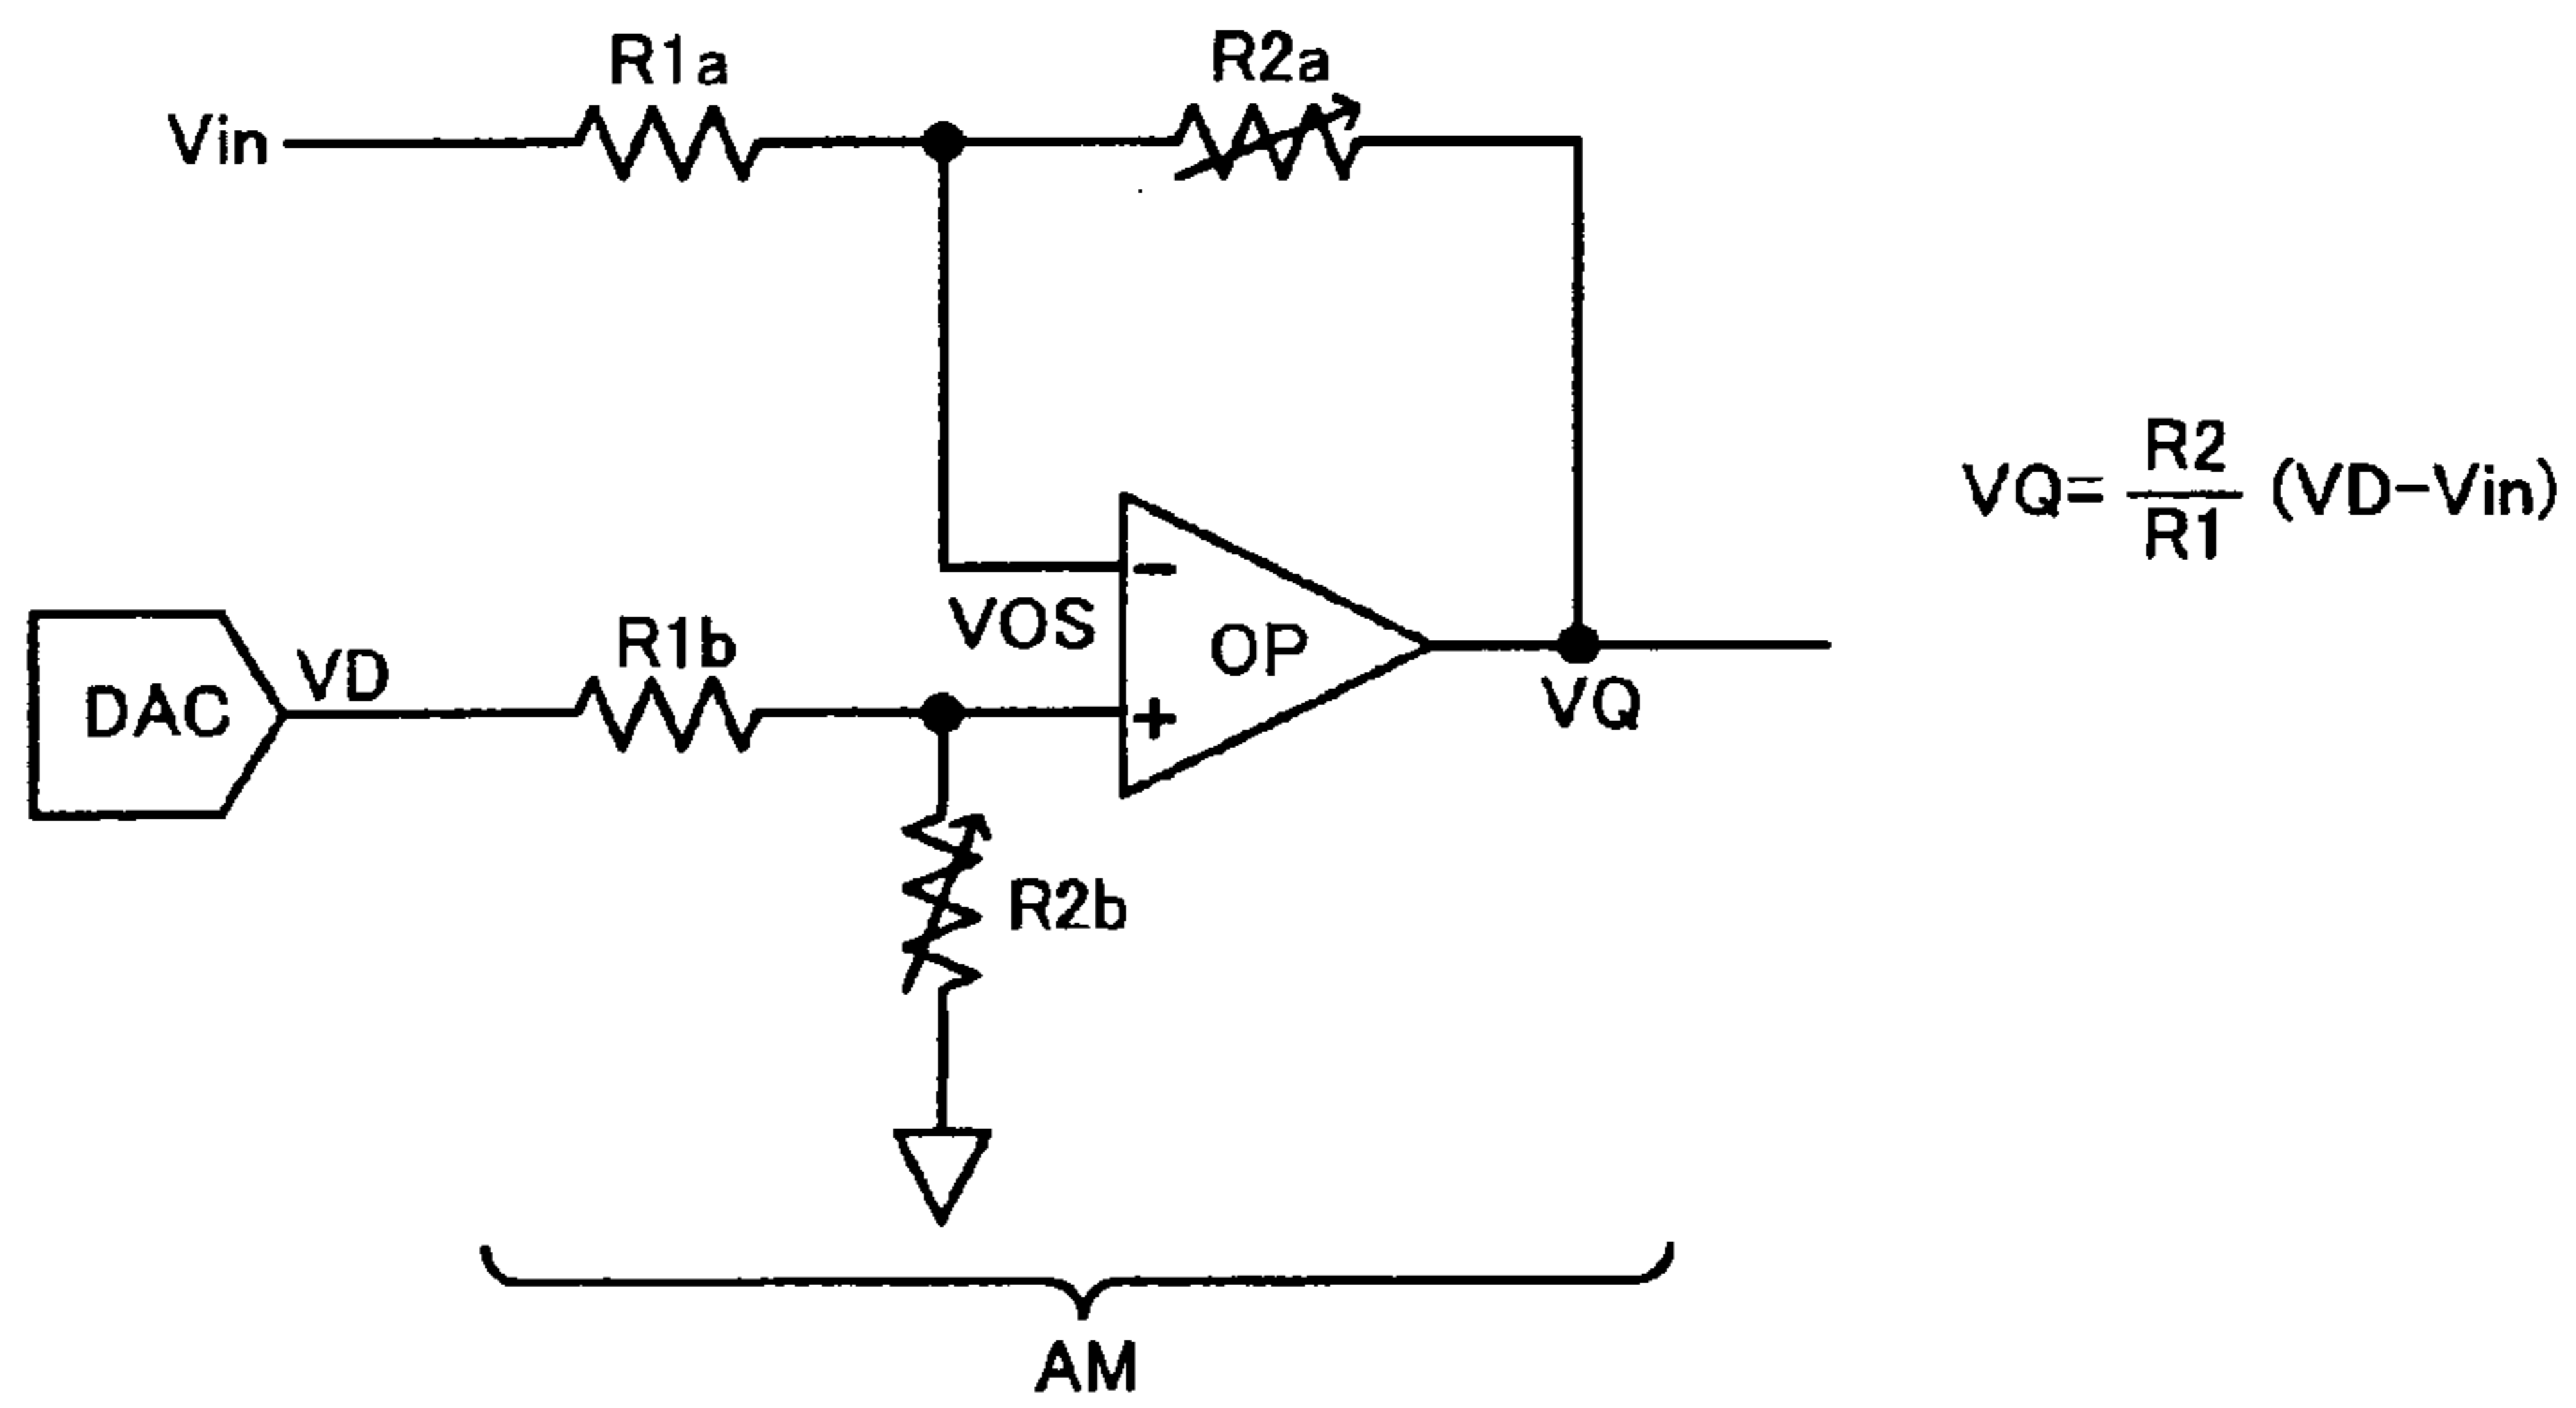 R1a
R2a
Vin
VQ= R2/R1 (VD-Vin)
VOS
-
OP
R1b
VD
DAC
+
VQ
R2b
AM